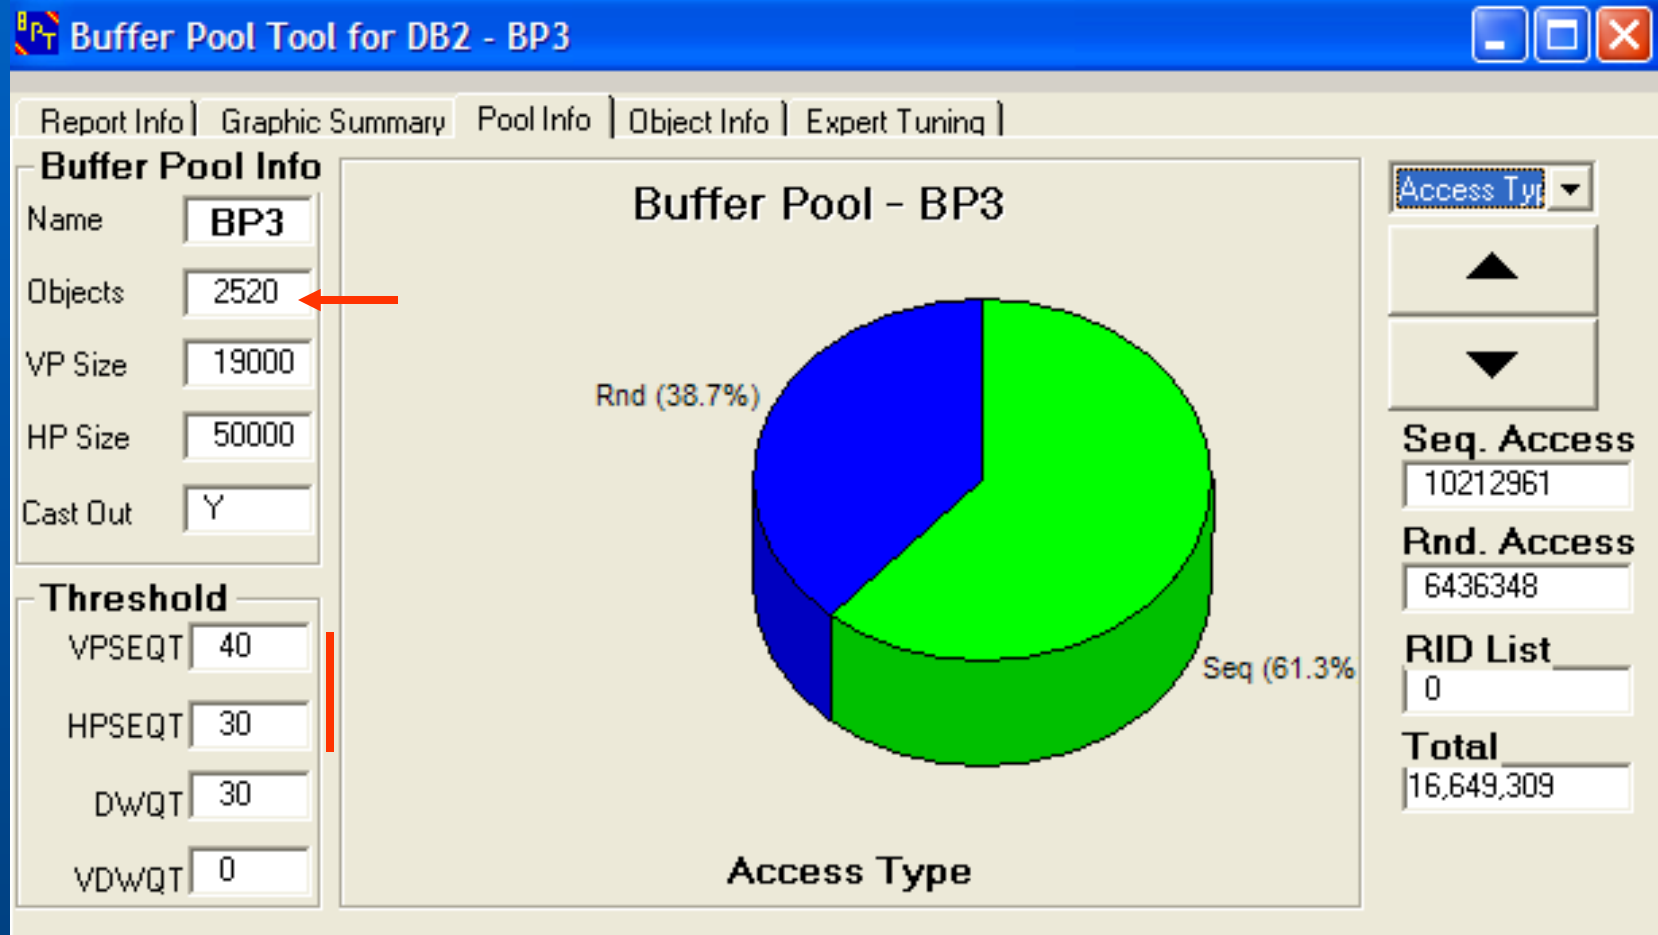 BPT Buffer Pool Tool for DB2 - BP3
Report Info Graphic Summary Pool Info Object Info Expert Tuning
Buffer Pool Info
Name BP3
Objects 2520
VP Size 19000
HP Size 50000
Cast Out Y
Threshold
VPSEQT 40
HPSEQT 30
DWQT 30
VDWQT 0
Buffer Pool - BP3
Rnd (38.7%)
Seq (61.3%
Access Type
Access Typ
Seq. Access
10212961
Rnd. Access
6436348
RID List
0
Total
16,649,309